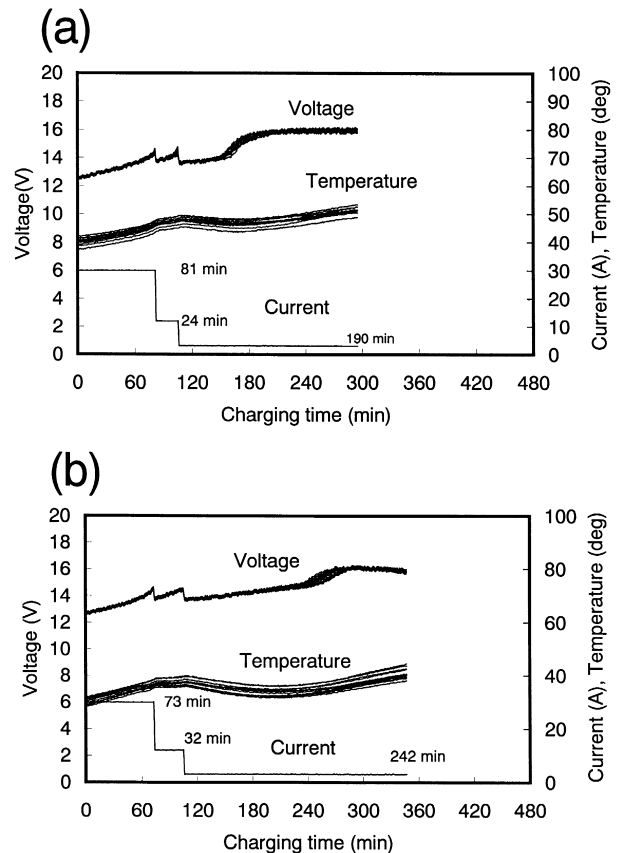 (a)
20 100
18 90
16 80
14 70
12 60
10 50
8 40
6 30
4 20
2 10
0 0
Voltage(V)
Voltage
Temperature
81 min
Current
24 min
190 min
Current (A), Temperature (deg)
0 60 120 180 240 300 360 420 480
Charging time (min)
(b)
20 100
18
16 80
14
12 60
10
8 40
6
4 20
2
0 0
Voltage (V)
Voltage
Temperature
73 min
32 min
Current
242 min
Current (A), Temperature (deg)
0 60 120 180 240 300 360 420 480
Charging time (min)